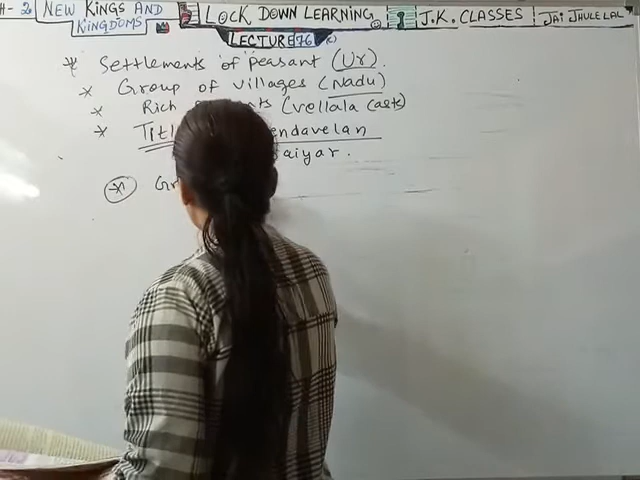 H-2 NEW KINGS AND KINGDOMS
LOCK DOWN LEARNING
J.K. CLASSES
JAI JHULELAL
LECTURE 76
* Settlements of peasant (Ur).
* Group of villages (Nadu)
* Rich (vellala caste)
* endavelan
aiyar.
* Gr